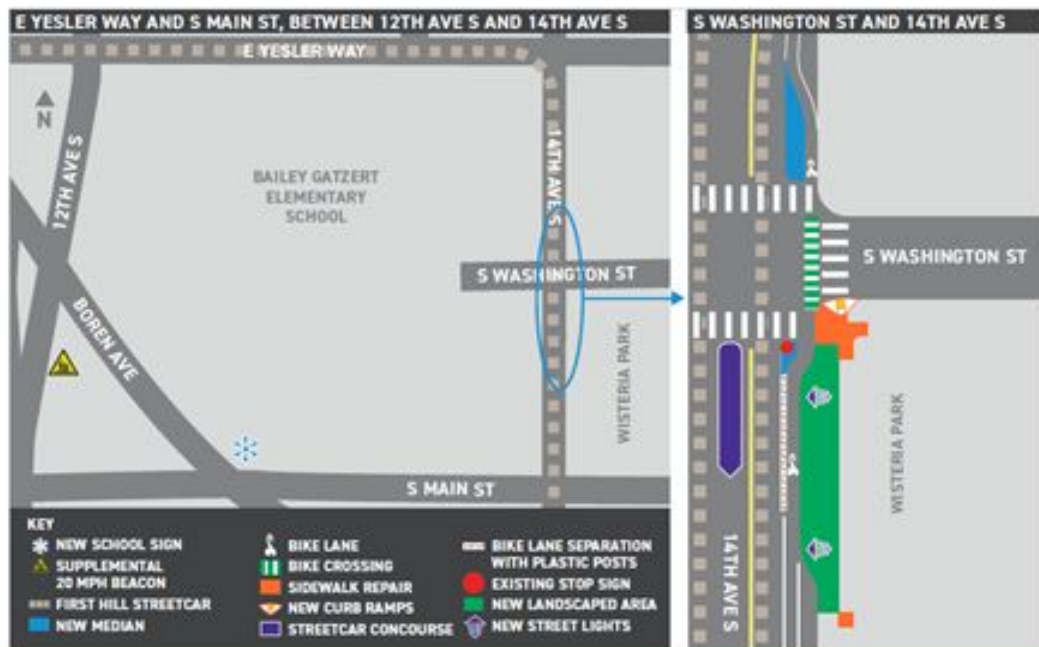 E YESLER WAY AND S MAIN ST, BETWEEN 12TH AVE S AND 14TH AVE S
E YESLER WAY
N
12TH AVE S
14TH AVE S
BAILEY GATZERT
ELEMENTARY
SCHOOL
S WASHINGTON ST
BOREN AVE
WISTERIA PARK
S MAIN ST
KEY
NEW SCHOOL SIGN
SUPPLEMENTAL
20 MPH BEACON
FIRST HILL STREETCAR
NEW MEDIAN
BIKE LANE
BIKE CROSSING
SIDEWALK REPAIR
NEW CURB RAMPS
STREETCAR CONCOURSE
BIKE LANE SEPARATION
WITH PLASTIC POSTS
EXISTING STOP SIGN
NEW LANDSCAPED AREA
NEW STREET LIGHTS
S WASHINGTON ST AND 14TH AVE S
S WASHINGTON ST
WISTERIA PARK
14TH AVE S